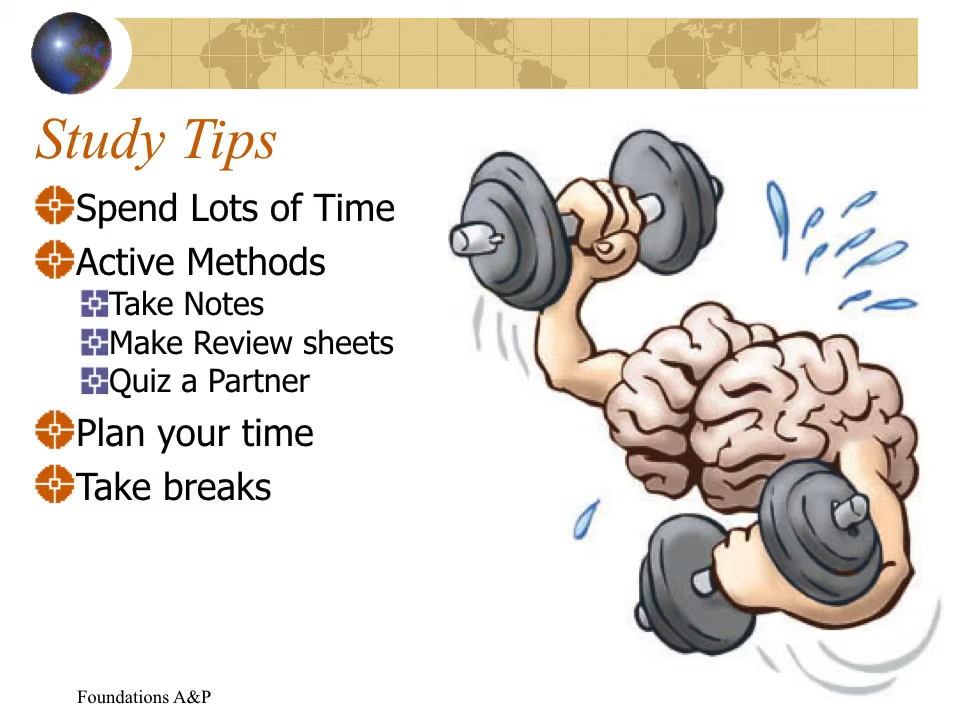 Study Tips
Spend Lots of Time
Active Methods
Take Notes
Make Review sheets
Quiz a Partner
Plan your time
Take breaks
Foundations A&P